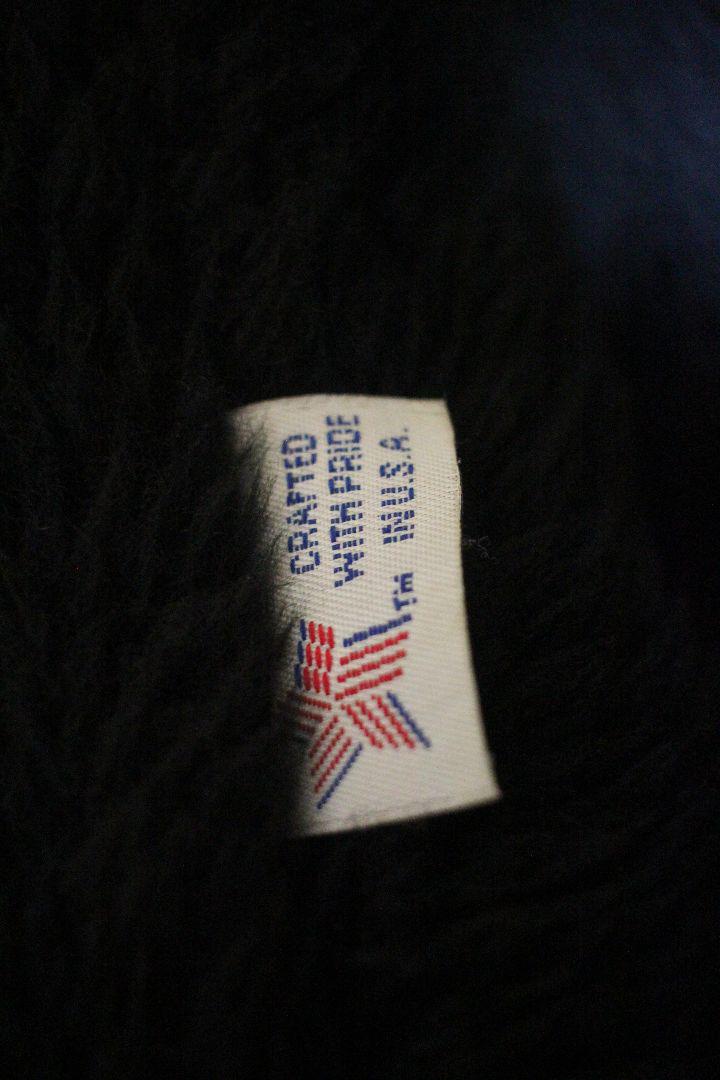 CRAFTED
WITH PRIDE
IN U.S.A.
TM